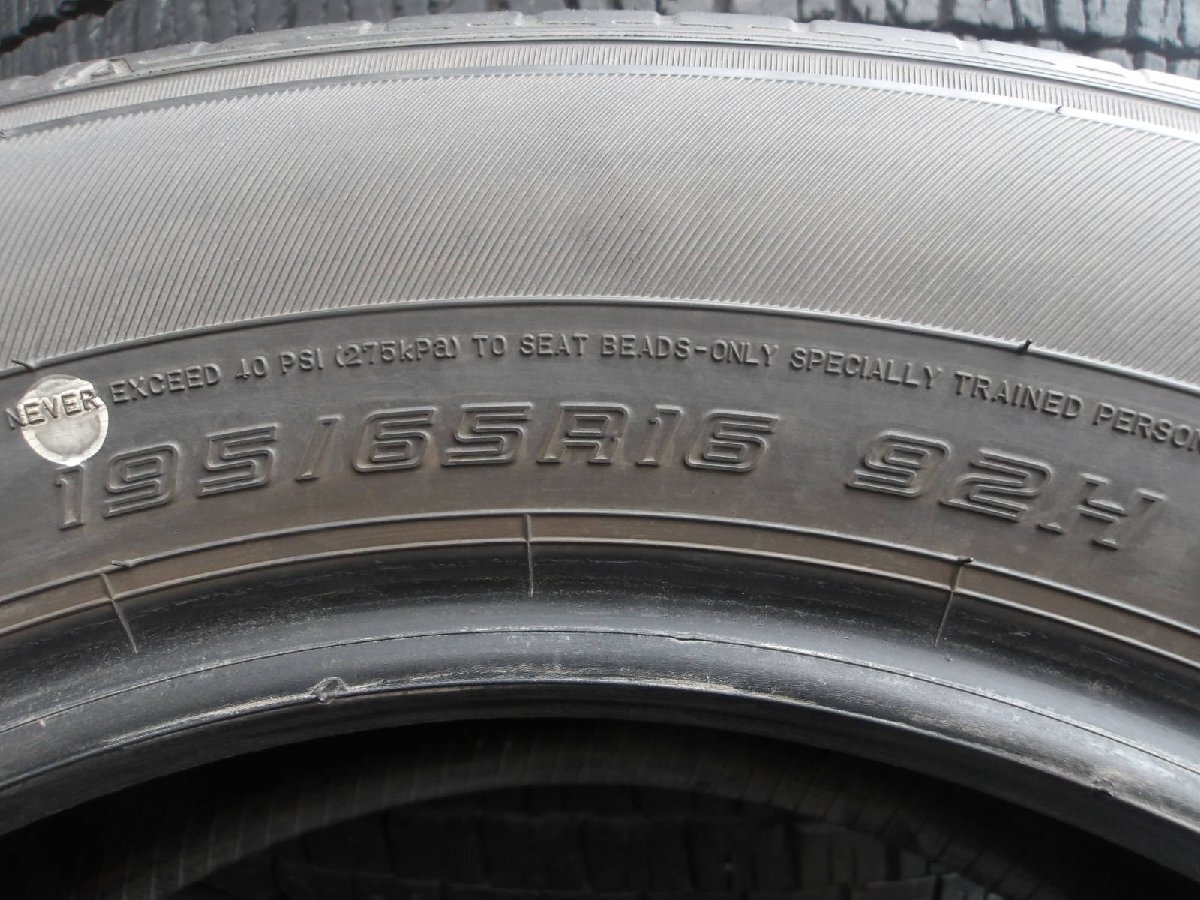 NEVER EXCEED 40 PSI (275kPa) TO SEAT BEADS-ONLY SPECIALLY TRAINED PERSON
195/65R16 92H